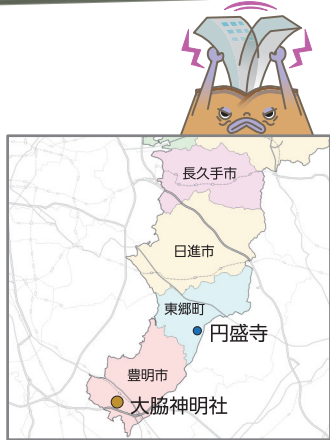 長久手市
日進市
東郷町
円盛寺
豊明市
大脇神明社